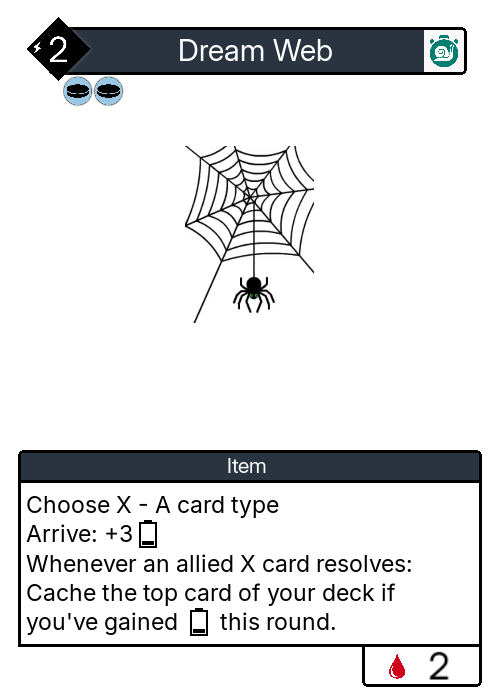 2
Dream Web
Item
Choose X - A card type
Arrive: +3
Whenever an allied X card resolves:
Cache the top card of your deck if
you've gained this round.
2